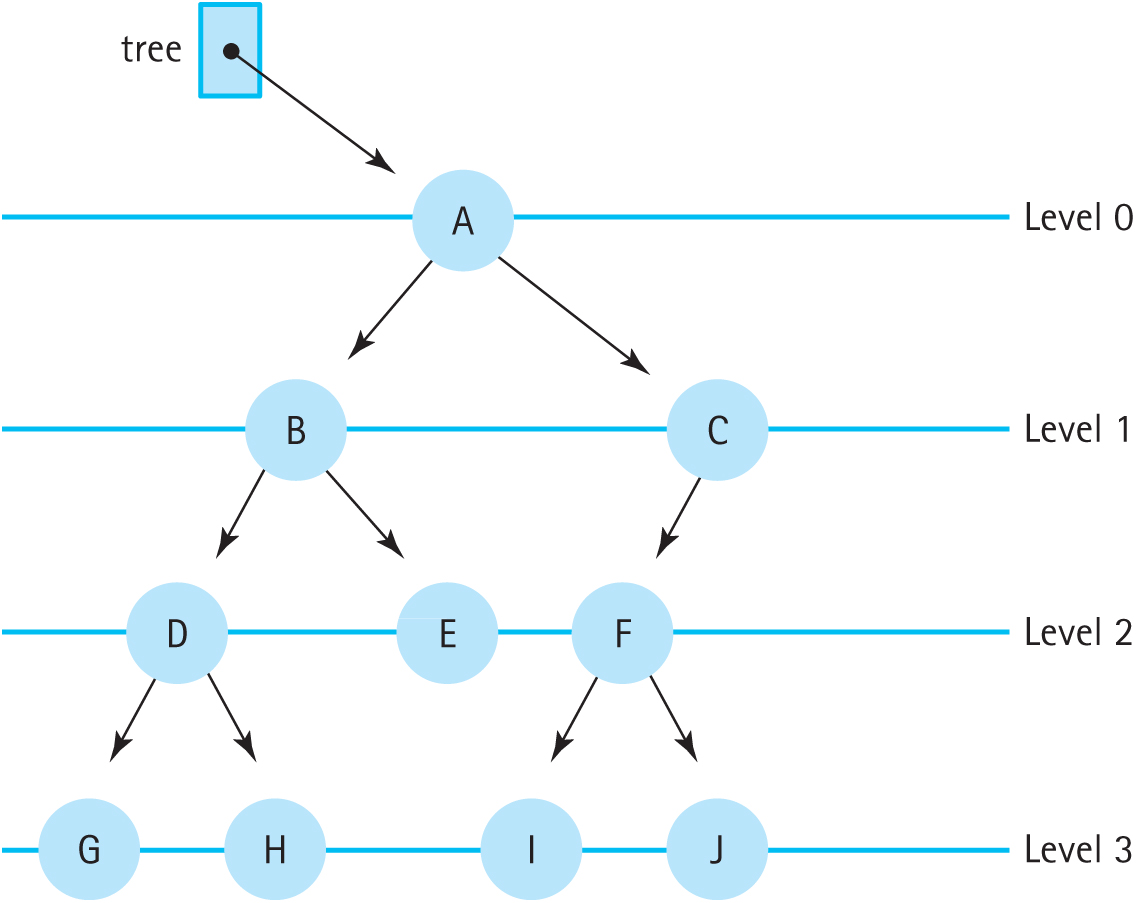 tree
A Level 0
B C Level 1
D E F Level 2
G H I J Level 3